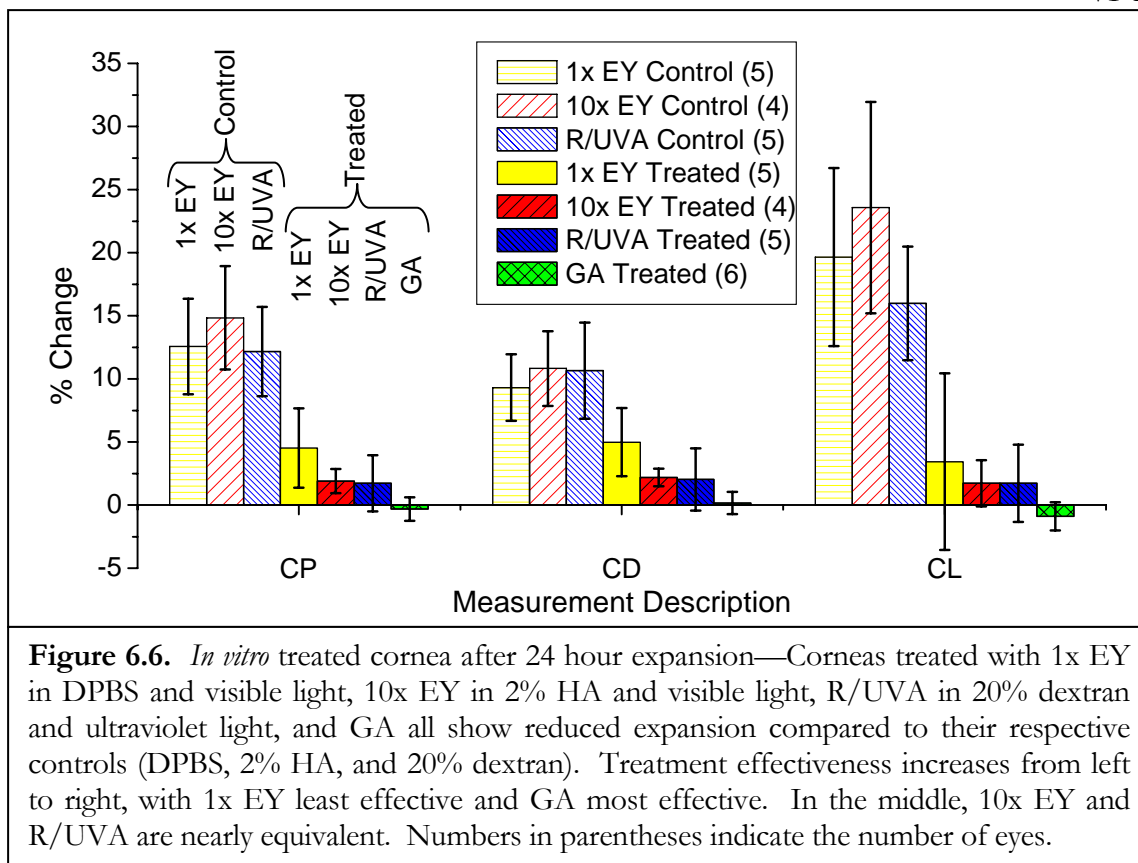 35
30
25
20
15
10
5
0
-5
% Change
Control
1x EY
10x EY
R/UVA
Treated
1x EY
10x EY
R/UVA
GA
1x EY Control (5)
10x EY Control (4)
R/UVA Control (5)
1x EY Treated (5)
10x EY Treated (4)
R/UVA Treated (5)
GA Treated (6)
CP CD CL
Measurement Description
Figure 6.6. In vitro treated cornea after 24 hour expansion—Corneas treated with 1x EY
in DPBS and visible light, 10x EY in 2% HA and visible light, R/UVA in 20% dextran
and ultraviolet light, and GA all show reduced expansion compared to their respective
controls (DPBS, 2% HA, and 20% dextran). Treatment effectiveness increases from left
to right, with 1x EY least effective and GA most effective. In the middle, 10x EY and
R/UVA are nearly equivalent. Numbers in parentheses indicate the number of eyes.